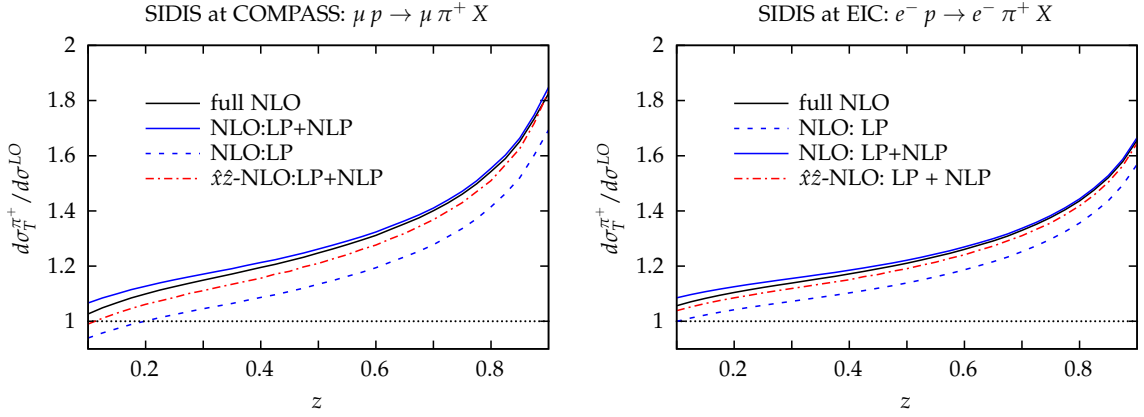 SIDIS at COMPASS: μ p → μ π⁺ X
2
1.8
1.6
1.4
1.2
1
dσ_T^{π⁺}/dσ^{LO}
full NLO
NLO:LP+NLP
NLO:LP
x̂ẑ-NLO:LP+NLP
0.2 0.4 0.6 0.8
z
SIDIS at EIC: e⁻ p → e⁻ π⁺ X
2
1.8
1.6
1.4
1.2
1
dσ_T^{π⁺}/dσ^{LO}
full NLO
NLO: LP
NLO: LP+NLP
x̂ẑ-NLO: LP + NLP
0.2 0.4 0.6 0.8
z